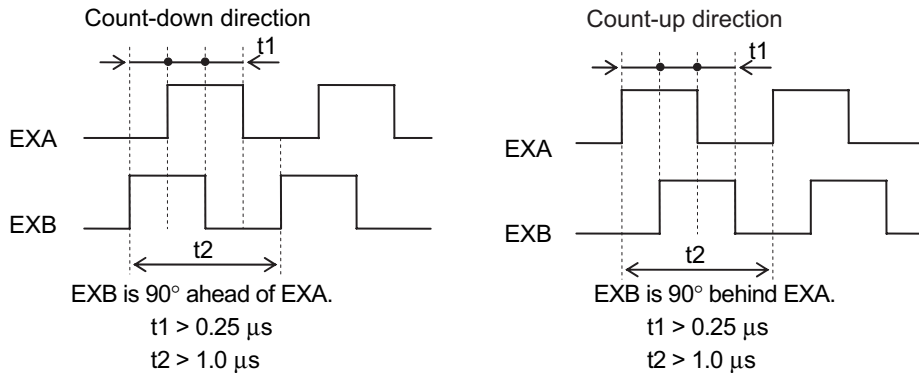 Count-down direction
t1
EXA
EXB
t2
EXB is 90° ahead of EXA.
t1 > 0.25 μs
t2 > 1.0 μs
Count-up direction
t1
EXA
EXB
t2
EXB is 90° behind EXA.
t1 > 0.25 μs
t2 > 1.0 μs